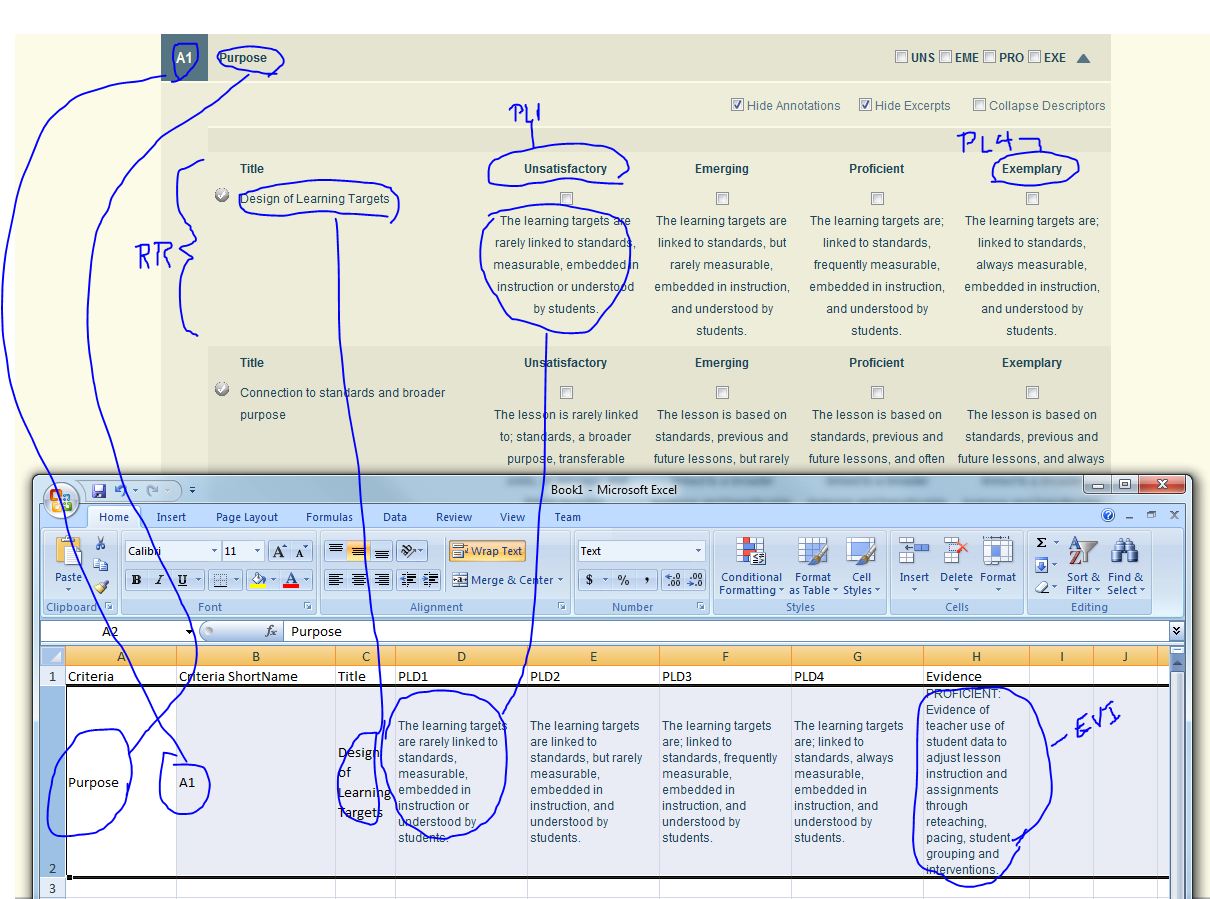 A1 Purpose UNS EME PRO EXE
Hide Annotations Hide Excerpts Collapse Descriptors
PL1
PL4
RR
Title Unsatisfactory Emerging Proficient Exemplary
Design of Learning Targets
The learning targets are
rarely linked to standards,
measurable, embedded in
instruction or understood
by students.
The learning targets are
linked to standards, but
rarely measurable,
embedded in instruction,
and understood by
students.
The learning targets are;
linked to standards,
frequently measurable,
embedded in instruction,
and understood by
students.
The learning targets are;
linked to standards,
always measurable,
embedded in instruction,
and understood by
students.
Title Unsatisfactory Emerging Proficient Exemplary
Connection to standards and broader
purpose
The lesson is rarely linked
to; standards, a broader
purpose, transferable
The lesson is based on
standards, previous and
future lessons, but rarely
The lesson is based on
standards, previous and
future lessons, and often
The lesson is based on
standards, previous and
future lessons, and always
Book1 - Microsoft Excel
Home Insert Page Layout Formulas Data Review View Team
Calibri 11 A A Wrap Text Text
Paste B I U A Merge & Center $ % , .00 .00
Conditional
Formatting
Format
as Table
Cell
Styles
Insert Delete Format
Σ
Sort &
Filter
Find &
Select
Clipboard Font Alignment Number Styles Cells Editing
A2 fx Purpose
A B C D E F G H I J
1 Criteria Criteria ShortName Title PLD1 PLD2 PLD3 PLD4 Evidence
2
Purpose
A1
Design
of
Learning
Targets
The learning targets
are rarely linked to
standards,
measurable,
embedded in
instruction or
understood by
students.
The learning targets
are linked to
standards, but rarely
measurable,
embedded in
instruction, and
understood by
students.
The learning targets
are; linked to
standards, frequently
measurable,
embedded in
instruction, and
understood by
students.
The learning targets
are; linked to
standards, always
measurable,
embedded in
instruction, and
understood by
students.
PROFICIENT:
Evidence of
teacher use of
student data to
adjust lesson
instruction and
assignments
through
reteaching,
pacing, student
grouping and
interventions.
EVI
3